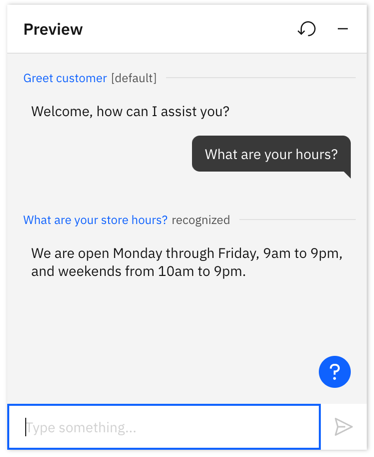 Preview
Greet customer [default]
Welcome, how can I assist you?
What are your hours?
What are your store hours? recognized
We are open Monday through Friday, 9am to 9pm,
and weekends from 10am to 9pm.
?
Type something...